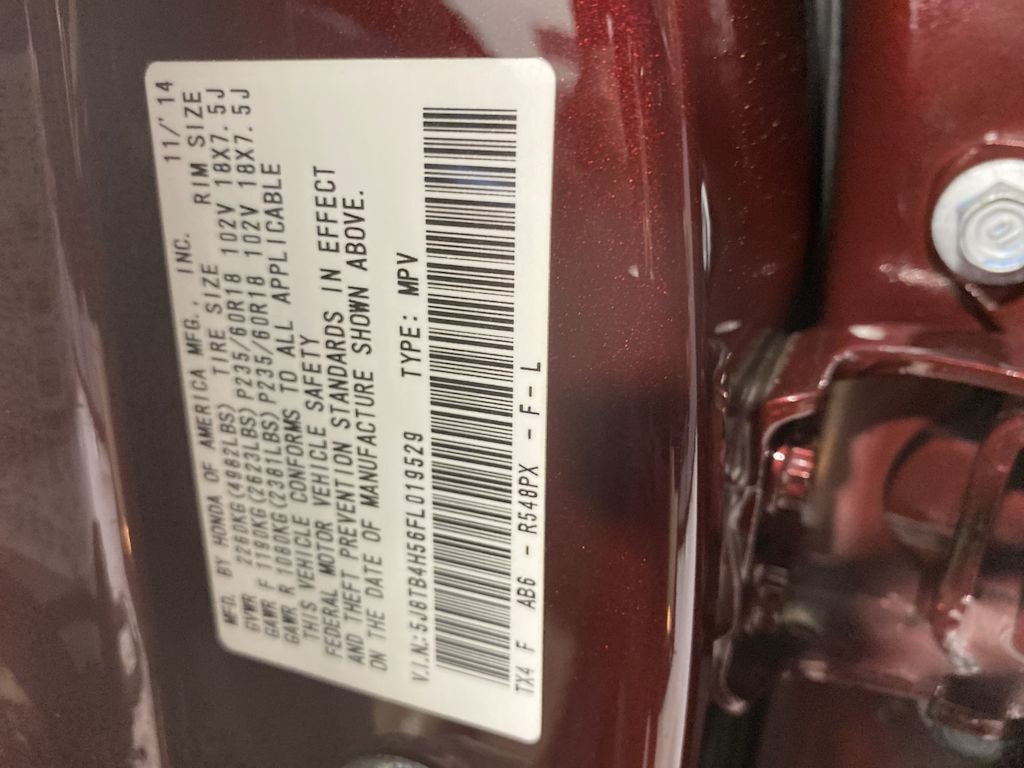 MFD. BY HONDA OF AMERICA MFG., INC. 11/'14
TIRE SIZE RIM SIZE
GVWR 2260KG(4982LBS)
GAWR F 1190KG(2623LBS) P235/60R18 102V 18X7.5J
GAWR R 1080KG(2381LBS) P235/60R18 102V 18X7.5J
THIS VEHICLE CONFORMS TO ALL APPLICABLE
FEDERAL MOTOR VEHICLE SAFETY
AND THEFT PREVENTION STANDARDS IN EFFECT
ON THE DATE OF MANUFACTURE SHOWN ABOVE.
V.I.N.:5J8TB4H56FL019529 TYPE: MPV
TX4 F AB6 - R548PX - F- L